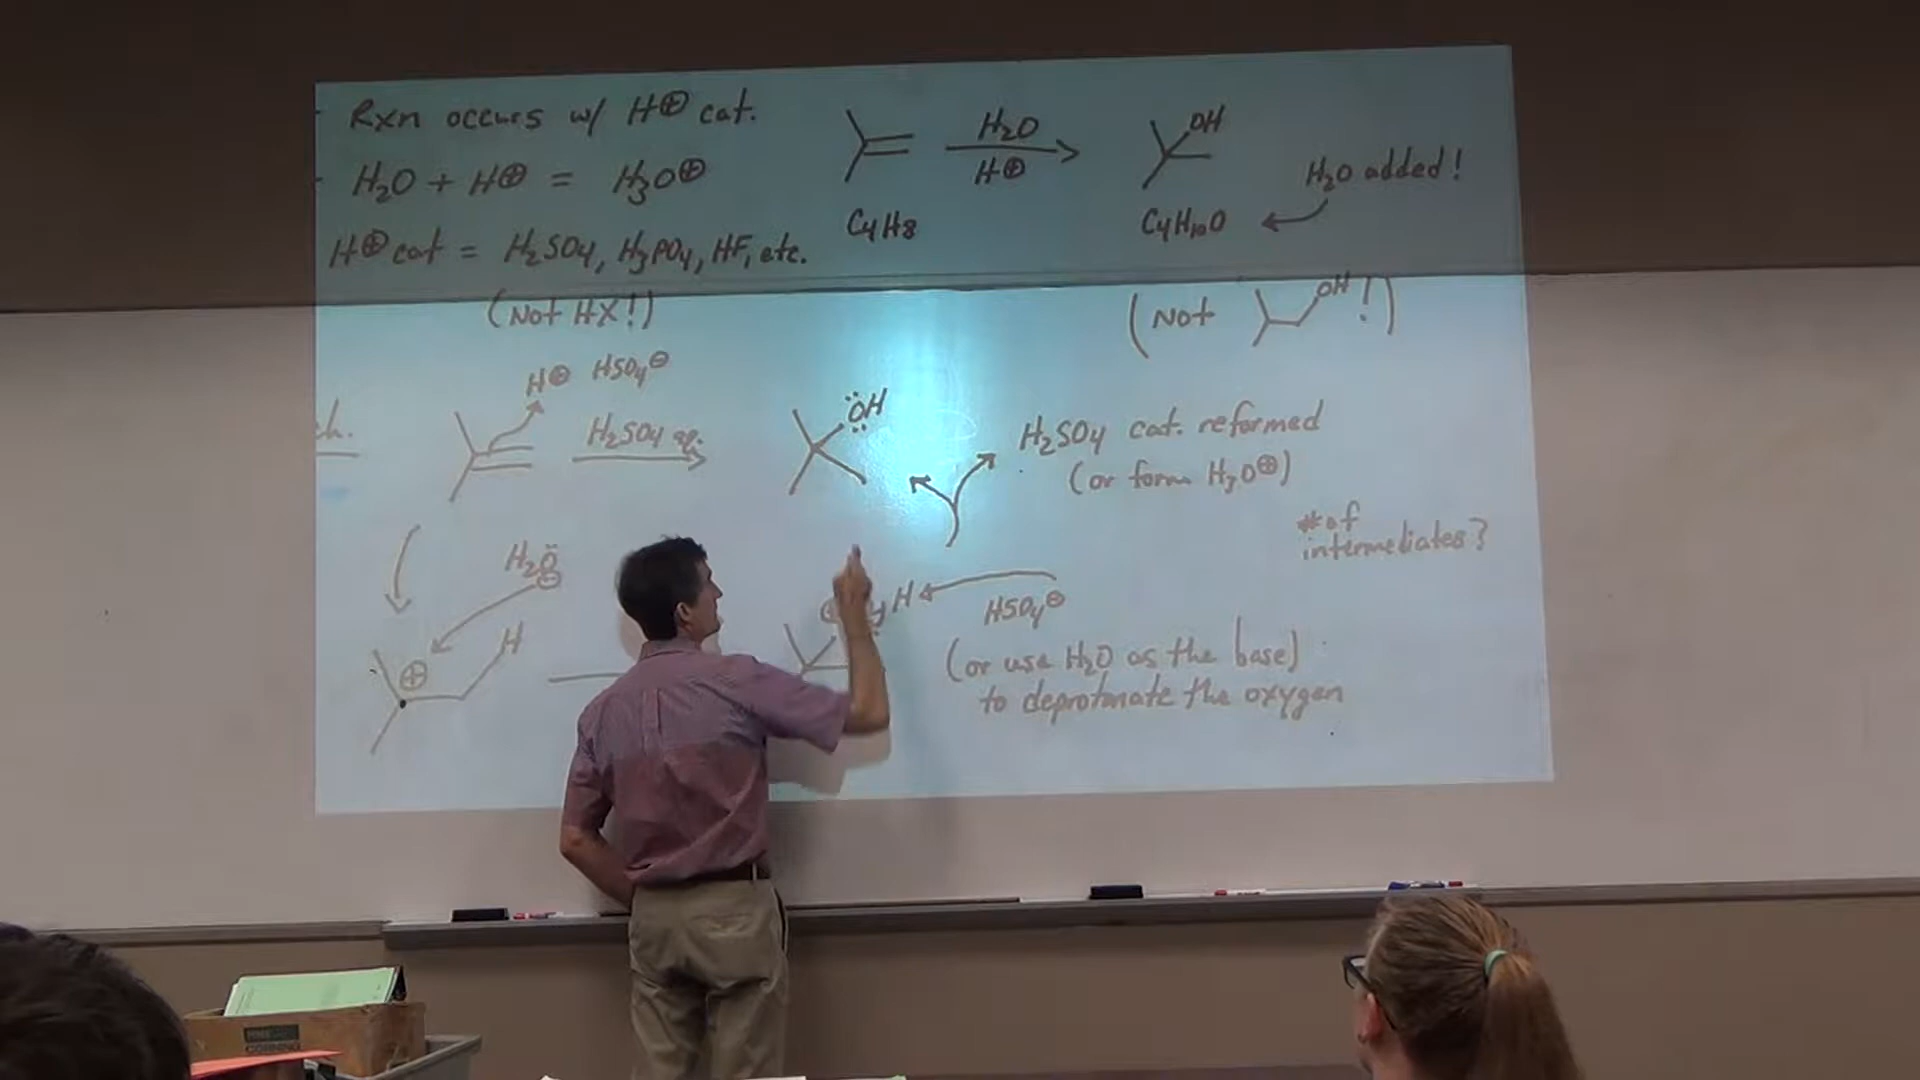 Rxn occurs w/ H⊕ cat.
H₂O + H⊕ = H₃O⊕
H⊕ cat = H₂SO₄, H₃PO₄, HF, etc.
(Not HX!)
H₂O
H⊕
OH
H₂O added!
C₄H₈
C₄H₁₀O
(Not OH!)
H⊕ HSO₄⊖
H₂SO₄ aq.
ÖH
H₂SO₄ cat. reformed
(or form H₃O⊕)
# of
intermediates?
H₂Ö
⊕
H
H
HSO₄⊖
(or use H₂O as the base)
to deprotonate the oxygen